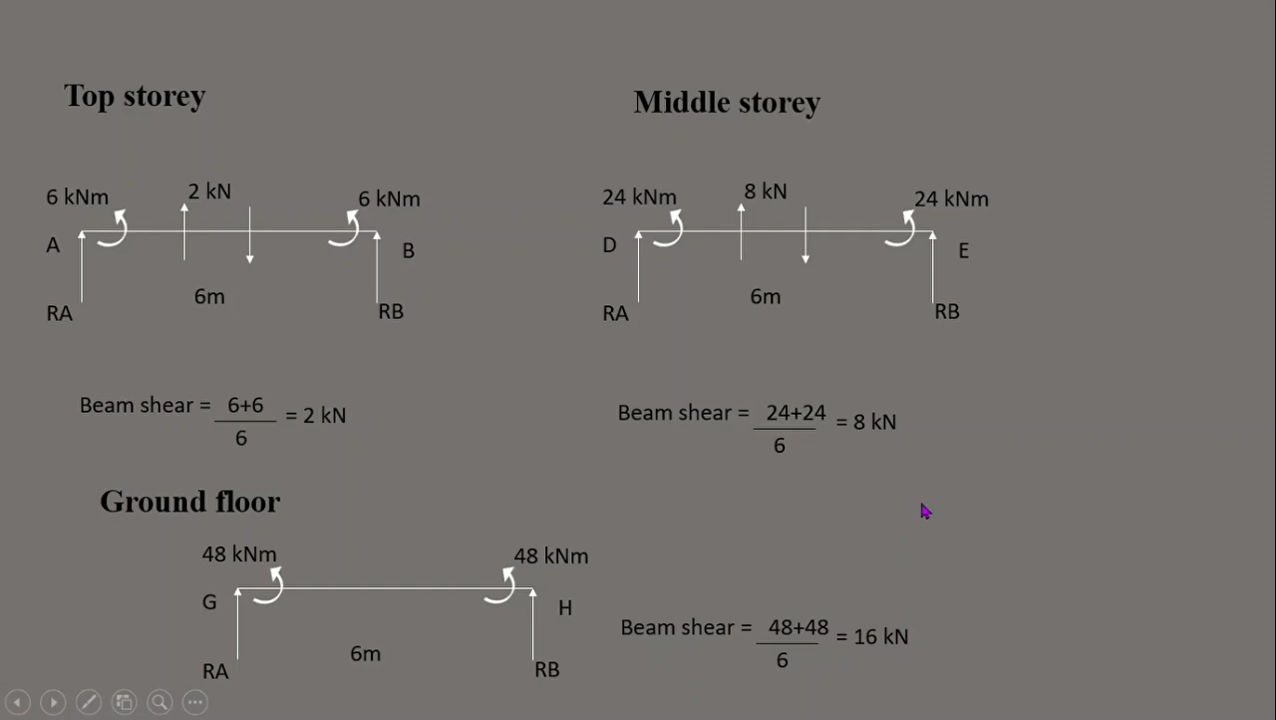 Top storey
6 kNm
2 kN
6 kNm
A
B
6m
RA
RB
Beam shear = 6+6
6
= 2 kN
Middle storey
24 kNm
8 kN
24 kNm
D
E
6m
RA
RB
Beam shear = 24+24
6
= 8 kN
Ground floor
48 kNm
48 kNm
G
H
6m
RA
RB
Beam shear = 48+48
6
= 16 kN